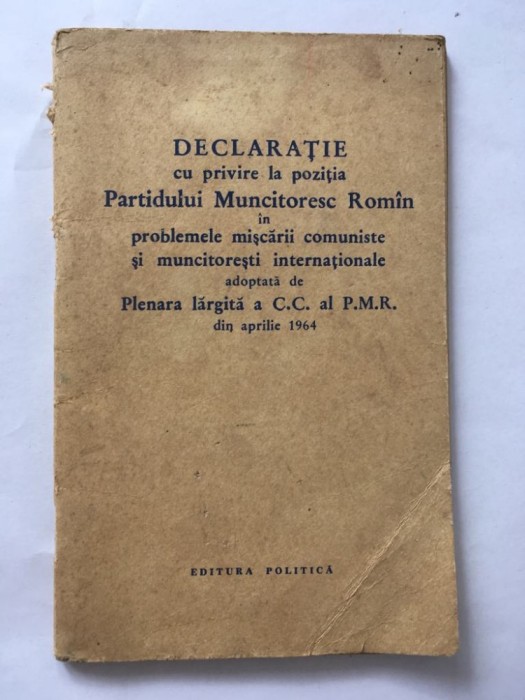 DECLARAȚIE
cu privire la poziția
Partidului Muncitoresc Romîn
în
problemele mișcării comuniste
și muncitorești internaționale
adoptată de
Plenara lărgită a C.C. al P.M.R.
din aprilie 1964
EDITURA POLITICĂ